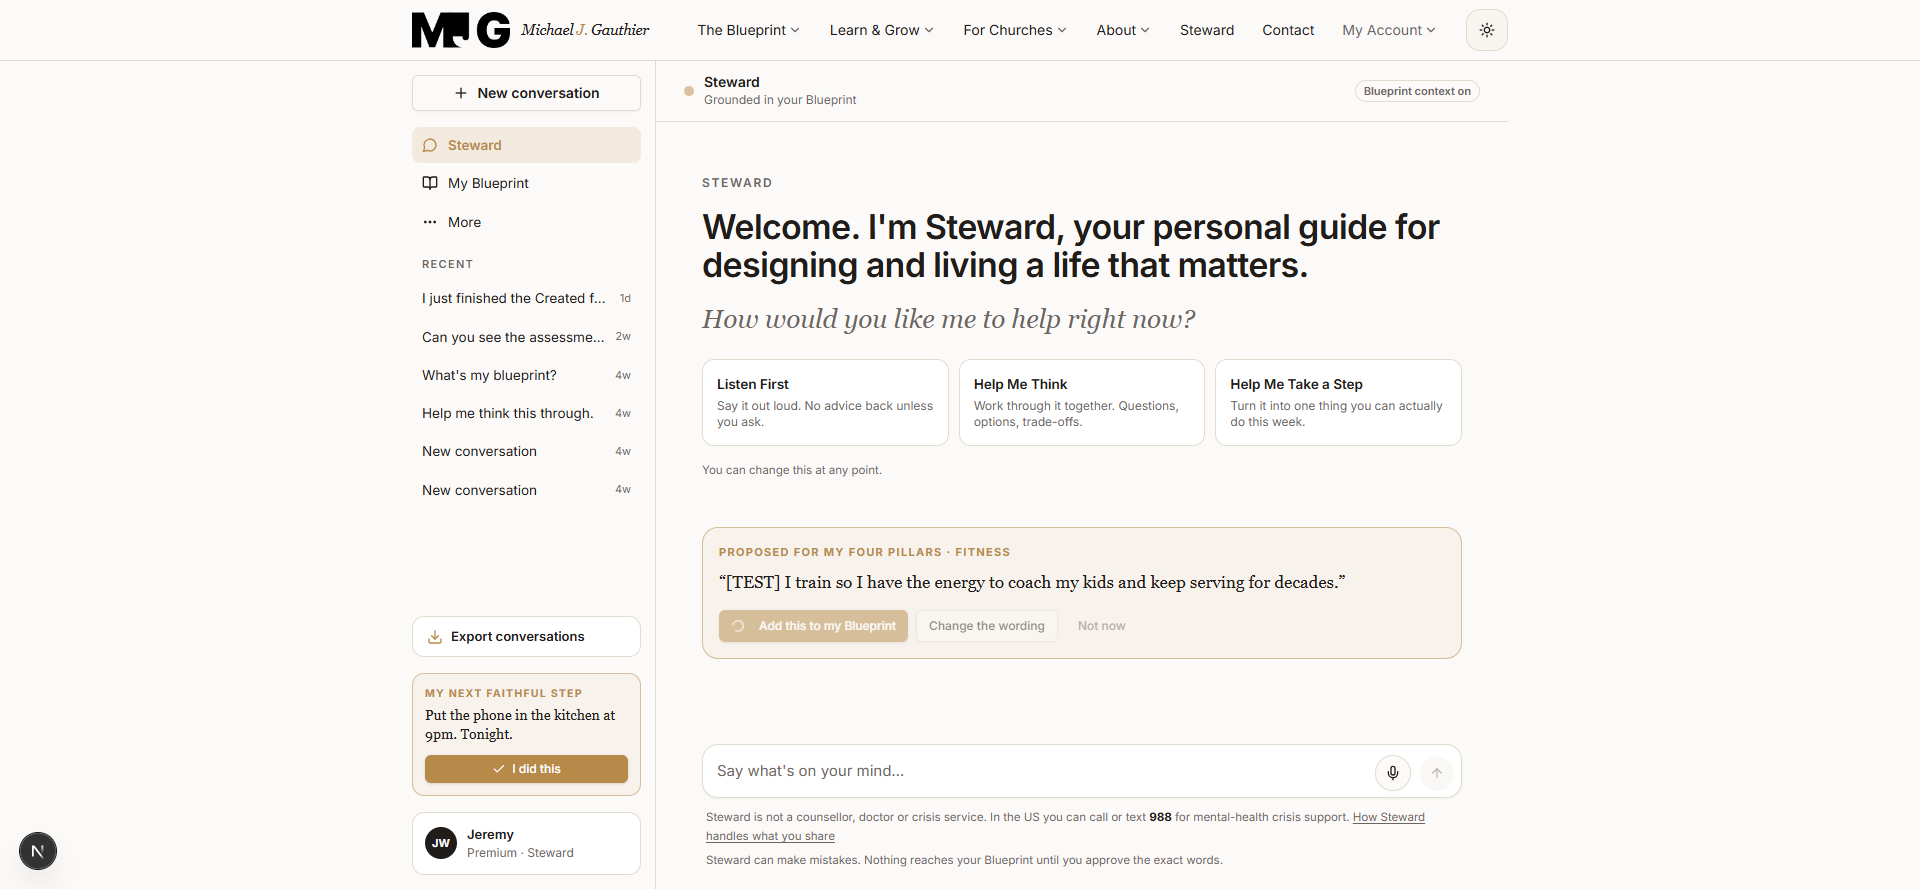 MJG Michael J. Gauthier
The Blueprint
Learn & Grow
For Churches
About
Steward
Contact
My Account
New conversation
Steward
My Blueprint
More
RECENT
I just finished the Created f... 1d
Can you see the assessme... 2w
What's my blueprint? 4w
Help me think this through. 4w
New conversation 4w
New conversation 4w
Export conversations
MY NEXT FAITHFUL STEP
Put the phone in the kitchen at
9pm. Tonight.
I did this
JW
Jeremy
Premium · Steward
N
Steward
Grounded in your Blueprint
Blueprint context on
STEWARD
Welcome. I'm Steward, your personal guide for
designing and living a life that matters.
How would you like me to help right now?
Listen First
Say it out loud. No advice back unless
you ask.
Help Me Think
Work through it together. Questions,
options, trade-offs.
Help Me Take a Step
Turn it into one thing you can actually
do this week.
You can change this at any point.
PROPOSED FOR MY FOUR PILLARS · FITNESS
“[TEST] I train so I have the energy to coach my kids and keep serving for decades.”
Add this to my Blueprint
Change the wording
Not now
Say what's on your mind...
Steward is not a counsellor, doctor or crisis service. In the US you can call or text 988 for mental-health crisis support. How Steward
handles what you share
Steward can make mistakes. Nothing reaches your Blueprint until you approve the exact words.